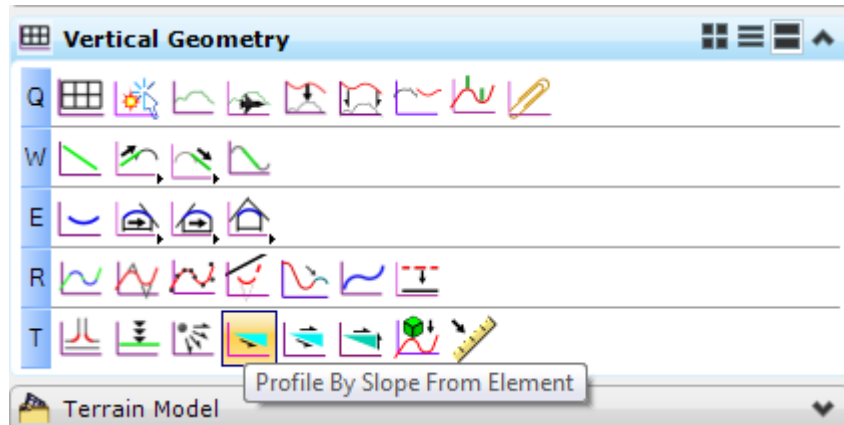 Vertical Geometry
Q
W
E
R
T
Profile By Slope From Element
Terrain Model